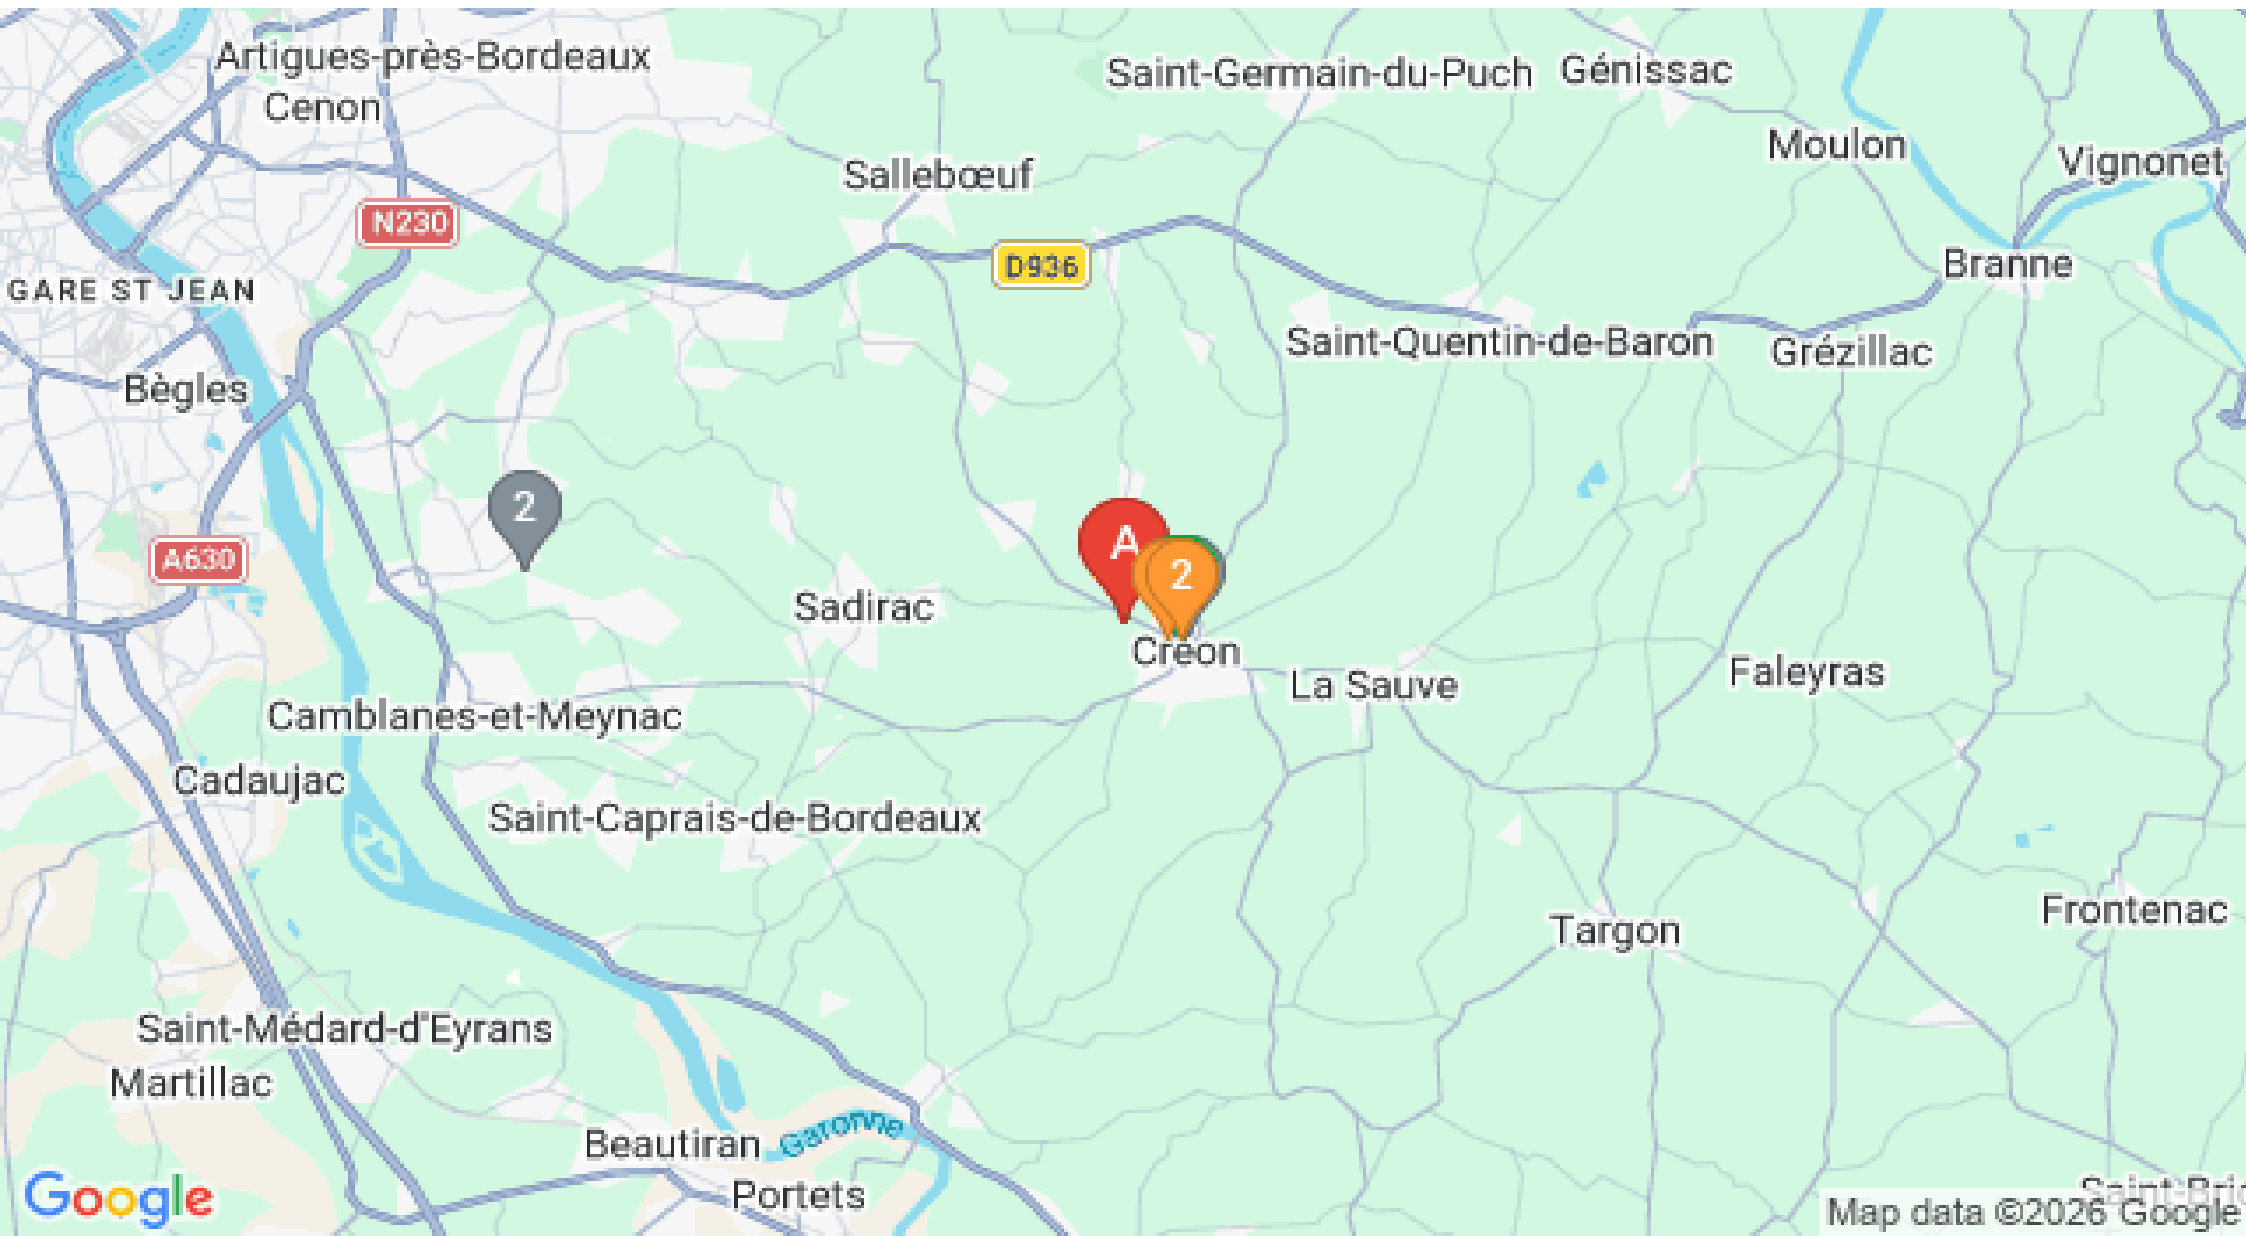 Artigues-près-Bordeaux
Cenon
Saint-Germain-du-Puch
Génissac
Moulon
Vignonet
Sallebœuf
N230
D936
Branne
GARE ST JEAN
Saint-Quentin-de-Baron
Grézillac
Bègles
2
A
2
A630
Sadirac
Créon
La Sauve
Faleyras
Camblanes-et-Meynac
Cadaujac
Saint-Caprais-de-Bordeaux
Targon
Frontenac
Saint-Médard-d'Eyrans
Martillac
Beautiran
Garonne
Portets
Google
Map data ©2026 Google